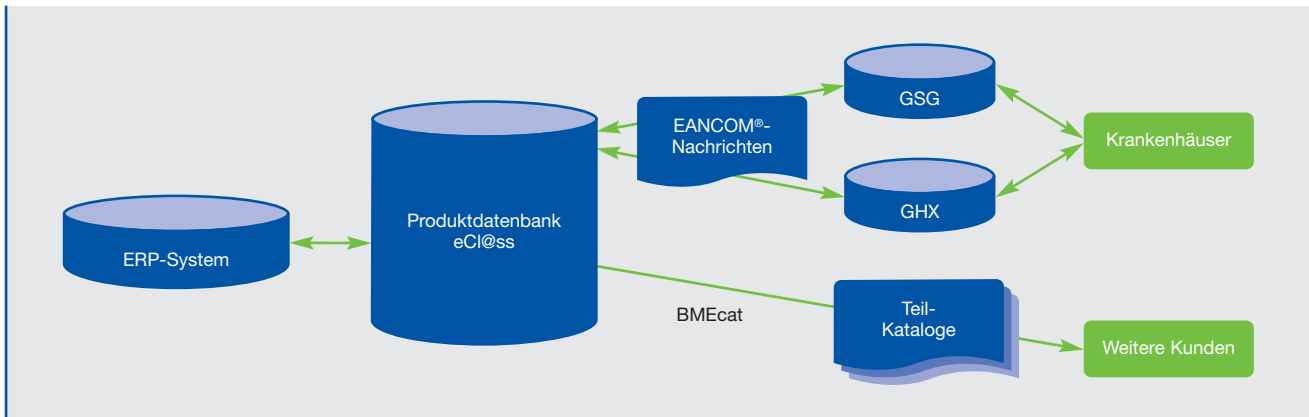 ERP-System
Produktdatenbank
eCl@ss
EANCOM®-
Nachrichten
GSG
GHX
Krankenhäuser
BMEcat
Teil-
Kataloge
Weitere Kunden